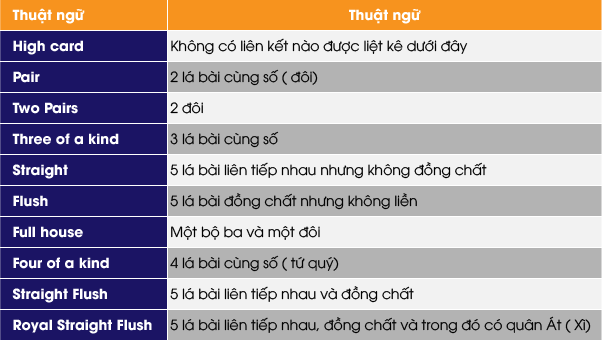 Thuật ngữ Thuật ngữ
High card Không có liên kết nào được liệt kê dưới đây
Pair 2 lá bài cùng số ( đôi)
Two Pairs 2 đôi
Three of a kind 3 lá bài cùng số
Straight 5 lá bài liên tiếp nhau nhưng không đồng chất
Flush 5 lá bài đồng chất nhưng không liền
Full house Một bộ ba và một đôi
Four of a kind 4 lá bài cùng số ( tứ quý)
Straight Flush 5 lá bài liên tiếp nhau và đồng chất
Royal Straight Flush 5 lá bài liên tiếp nhau, đồng chất và trong đó có quân Át ( Xì)